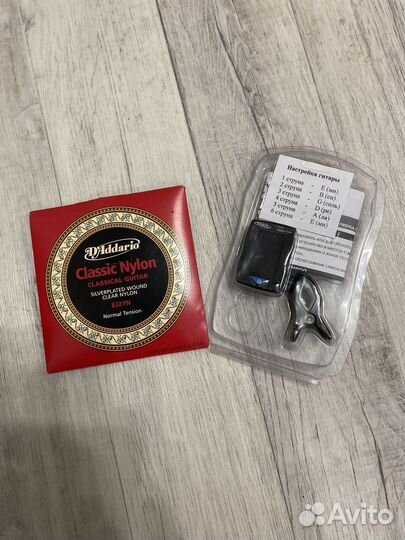 D'Addario
Classic Nylon
CLASSICAL GUITAR
SILVERPLATED WOUND
CLEAR NYLON
EJ27N
Normal Tension
Настройка гитары
1 струна - E (ми)
2 струна - B (си)
3 струна - G (соль)
4 струна - D (ре)
5 струна - A (ля)
6 струна - E (ми)
Avito